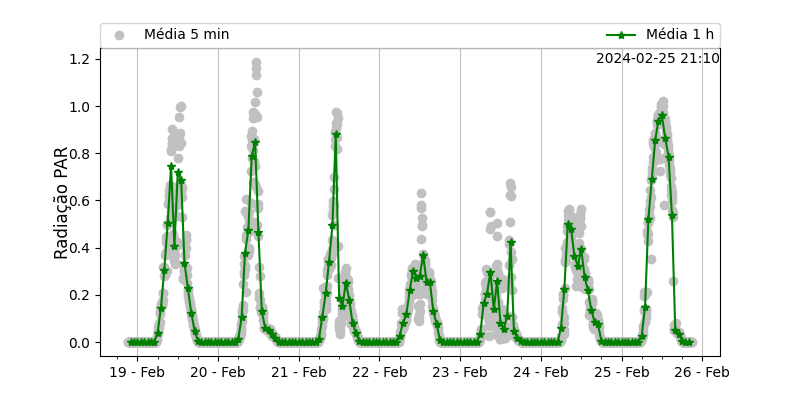 Média 5 min
Média 1 h
2024-02-25 21:10
Radiação PAR
1.2
1.0
0.8
0.6
0.4
0.2
0.0
19 - Feb 20 - Feb 21 - Feb 22 - Feb 23 - Feb 24 - Feb 25 - Feb 26 - Feb